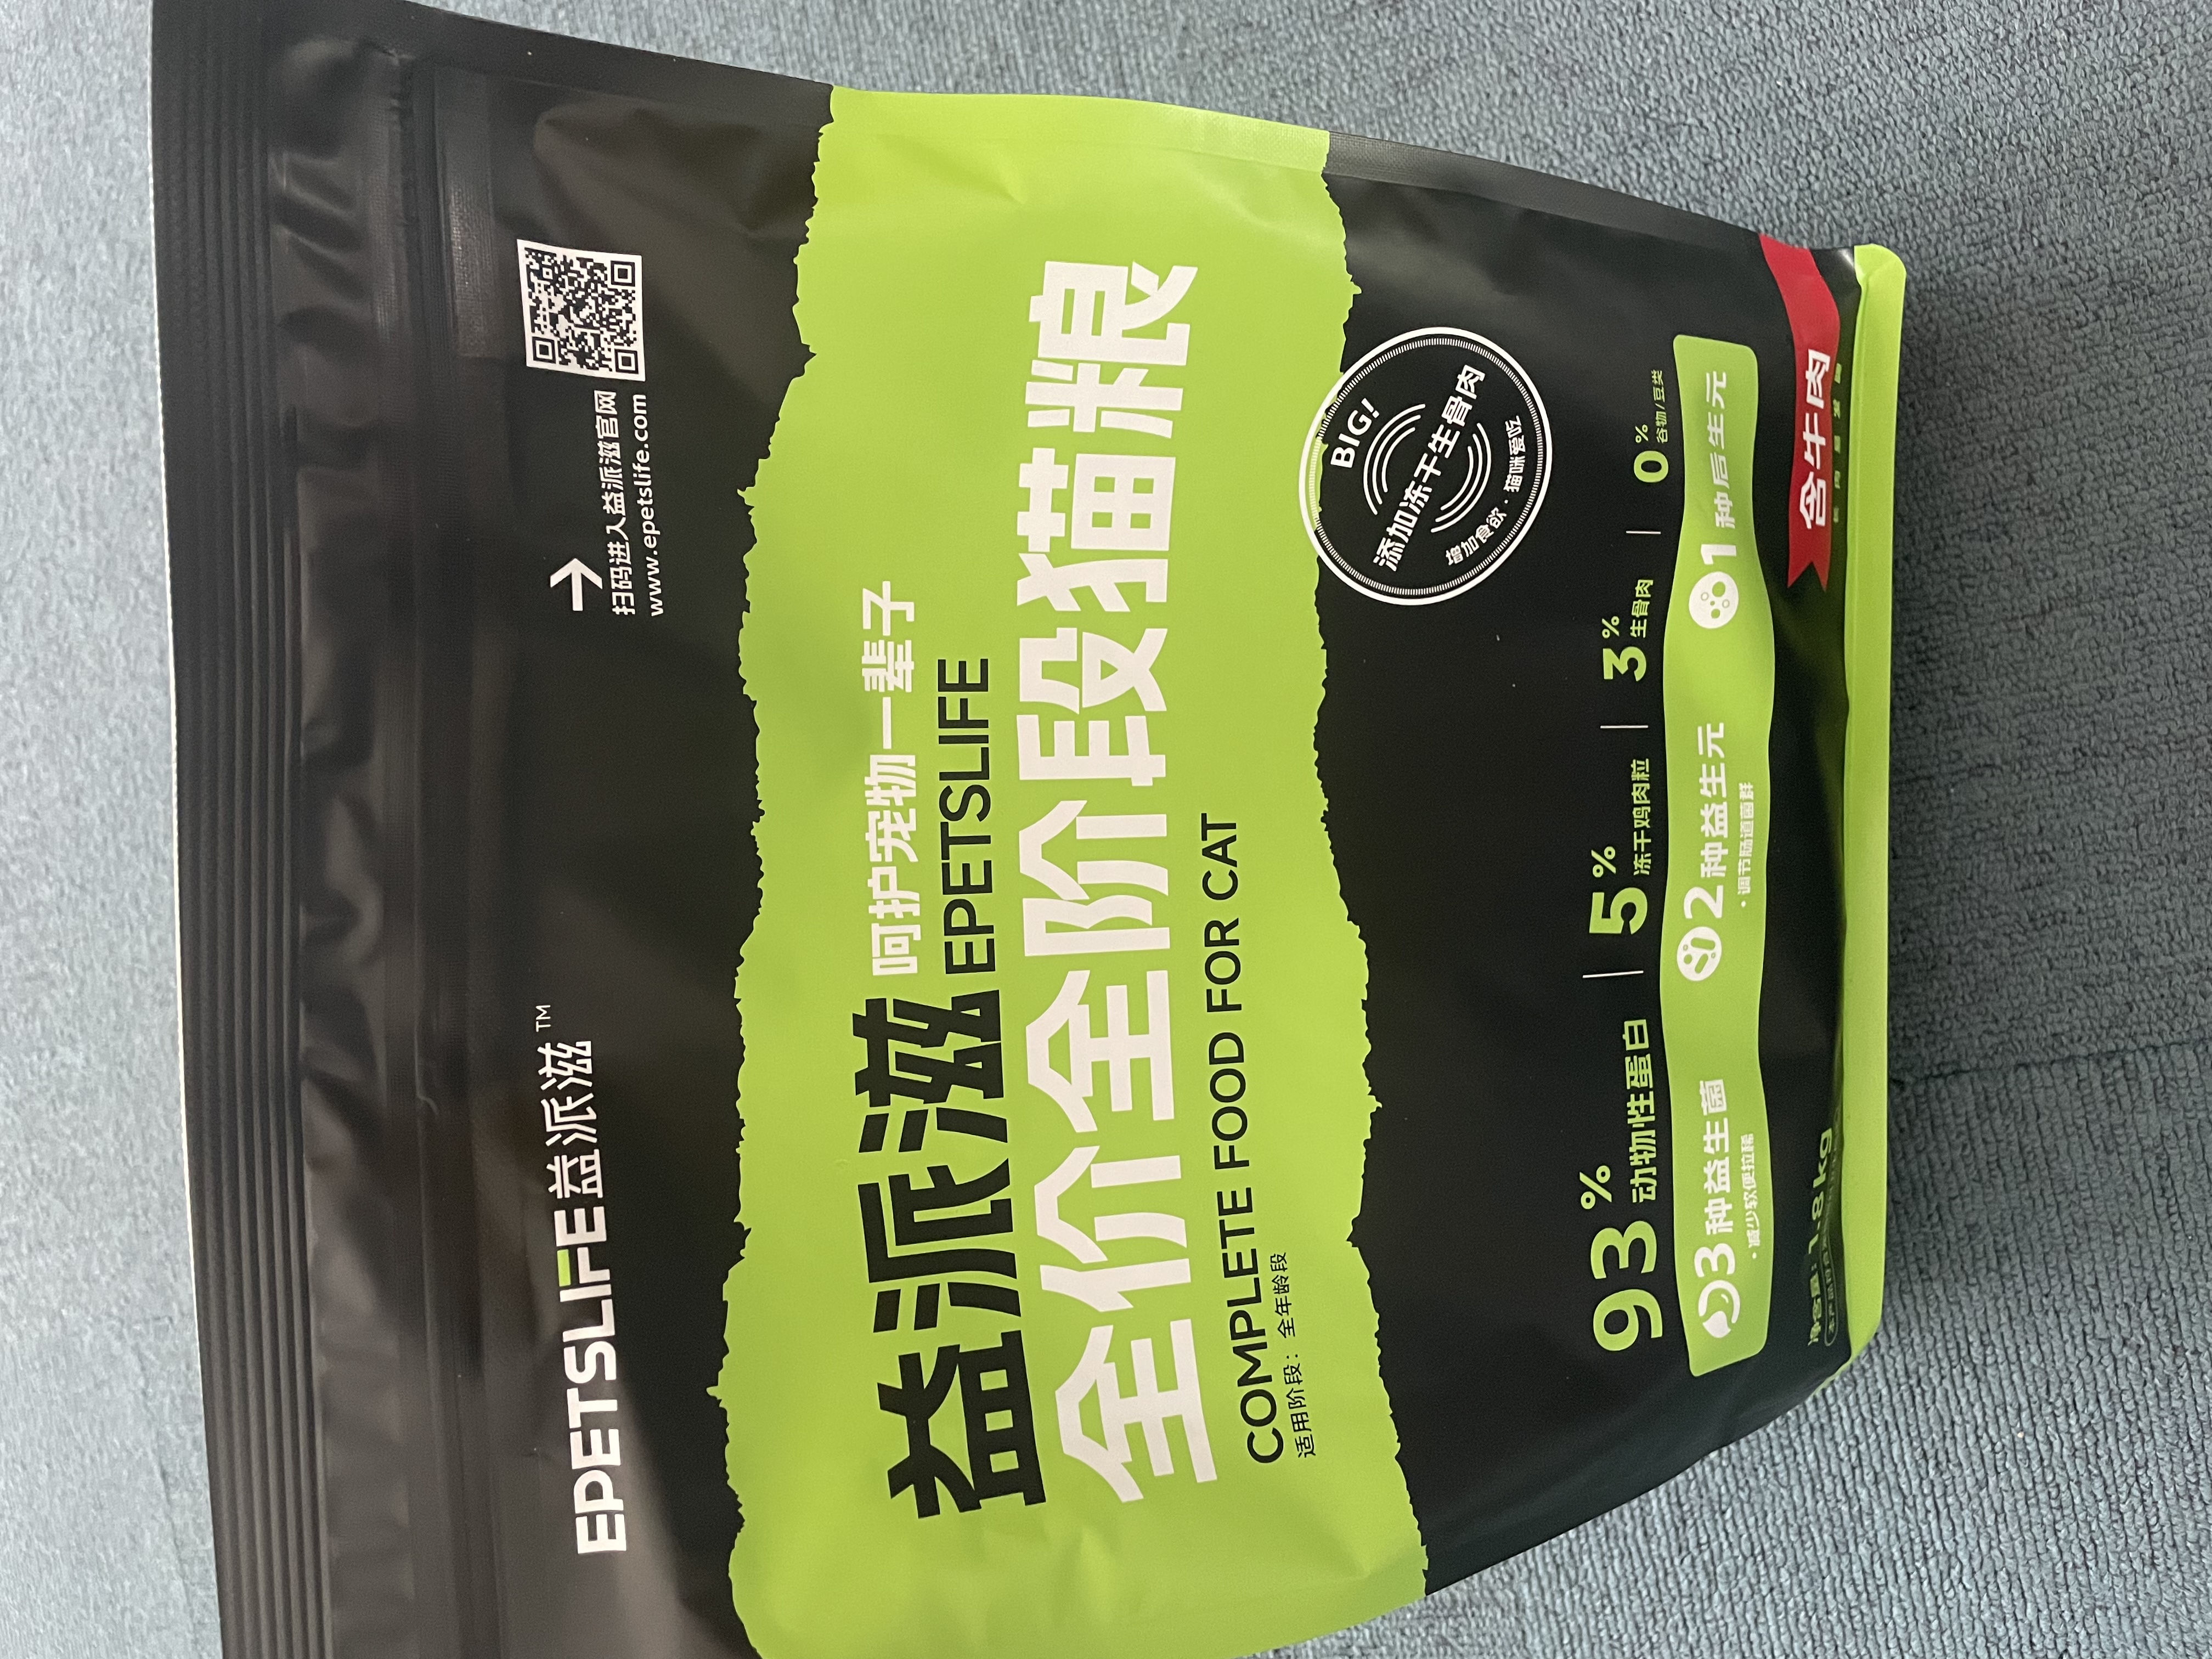 EPETSLIFE益派滋™
扫码进入益派滋官网
www.epetslife.com
益派滋
呵护宠物一辈子
EPETSLIFE
全价全阶段猫粮
COMPLETE FOOD FOR CAT
适用阶段：全年龄段
BIG!
添加冻干生骨肉
增加食欲·猫咪爱吃
93% 动物性蛋白
5% 冻干鸡肉粒
3% 生骨肉
0% 谷物/豆类
3种益生菌
·减少软便拉稀
2种益生元
·调节肠道菌群
1种后生元
含牛肉
净含量：1.8kg